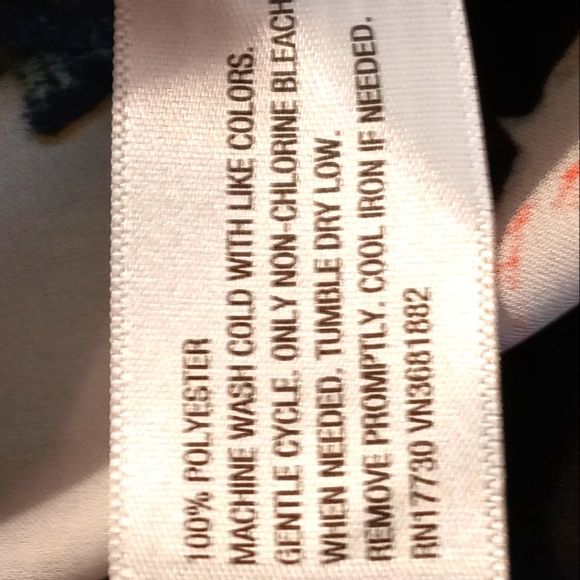 100% POLYESTER
MACHINE WASH COLD WITH LIKE COLORS.
GENTLE CYCLE. ONLY NON-CHLORINE BLEACH
WHEN NEEDED. TUMBLE DRY LOW.
REMOVE PROMPTLY. COOL IRON IF NEEDED.
RN17730 VN3681882